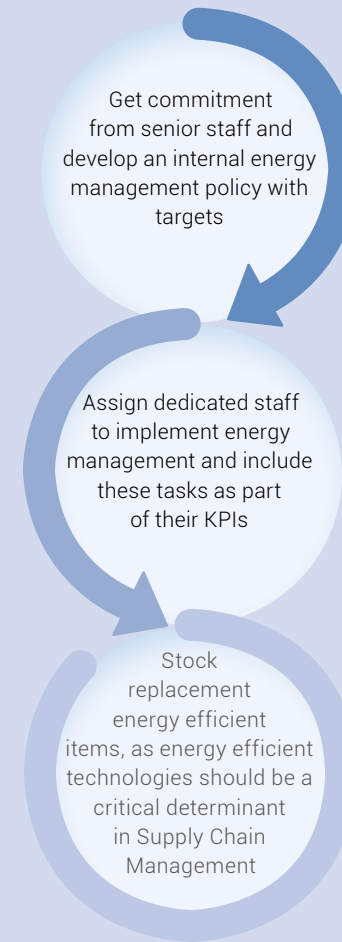 Get commitment
from senior staff and
develop an internal energy
management policy with
targets
Assign dedicated staff
to implement energy
management and include
these tasks as part
of their KPIs
Stock
replacement
energy efficient
items, as energy efficient
technologies should be a
critical determinant
in Supply Chain
Management